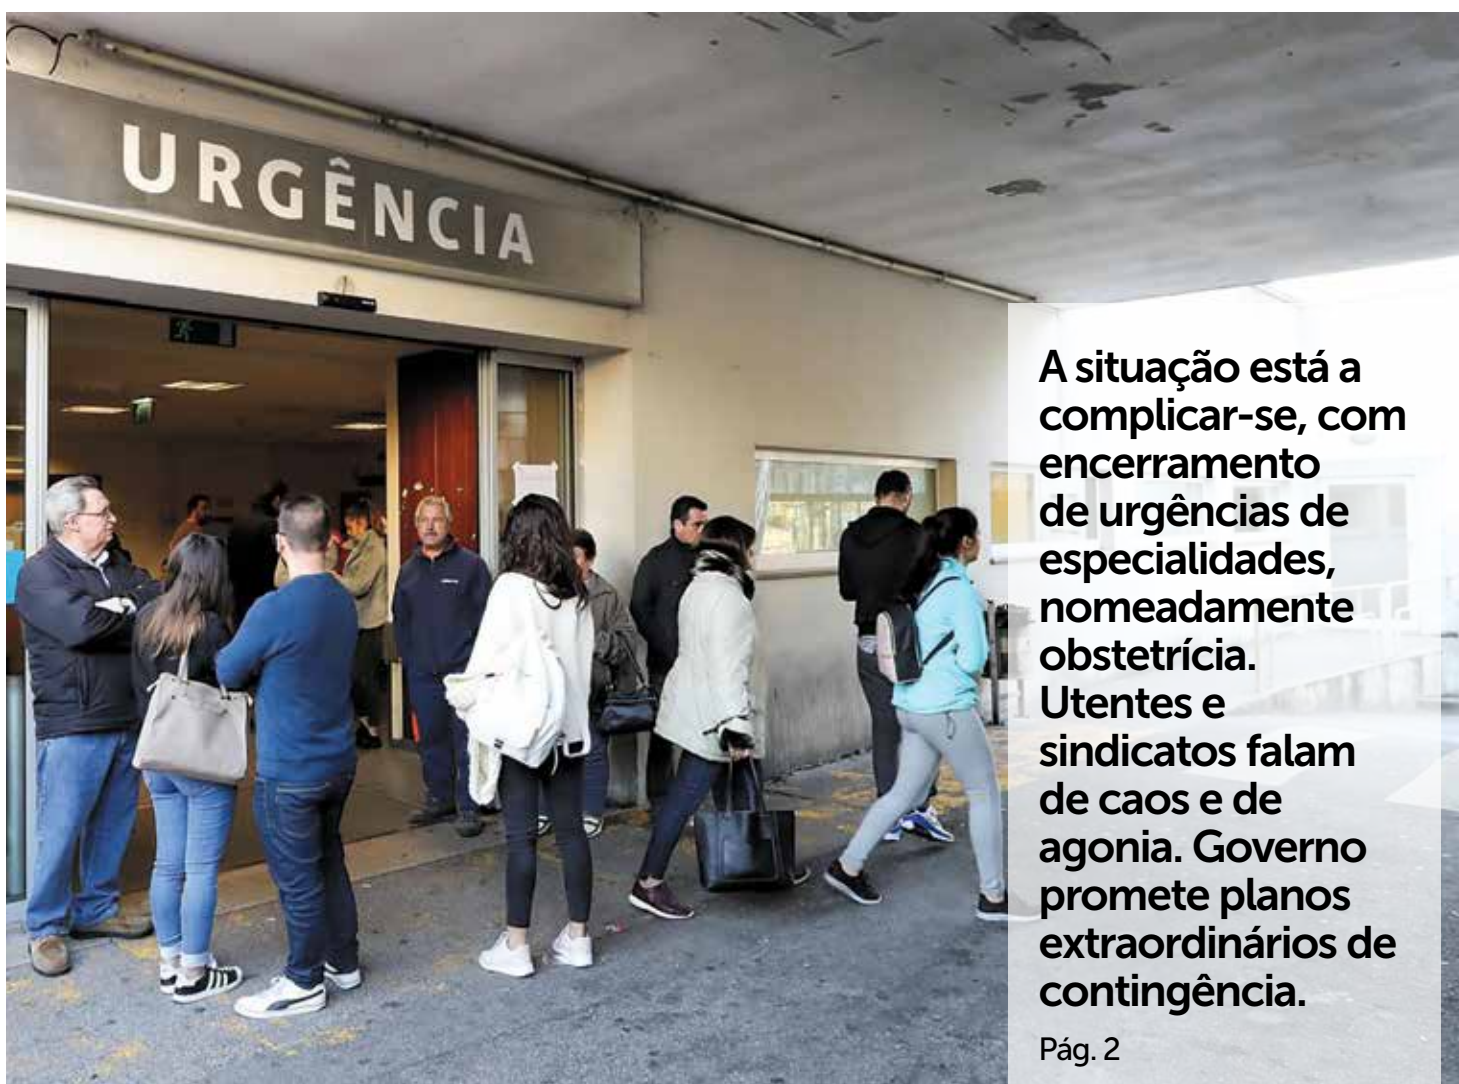 URGÊNCIA
A situação está a
complicar-se, com
encerramento
de urgências de
especialidades,
nomeadamente
obstetrícia.
Utentes e
sindicatos falam
de caos e de
agonia. Governo
promete planos
extraordinários de
contingência.
Pág. 2